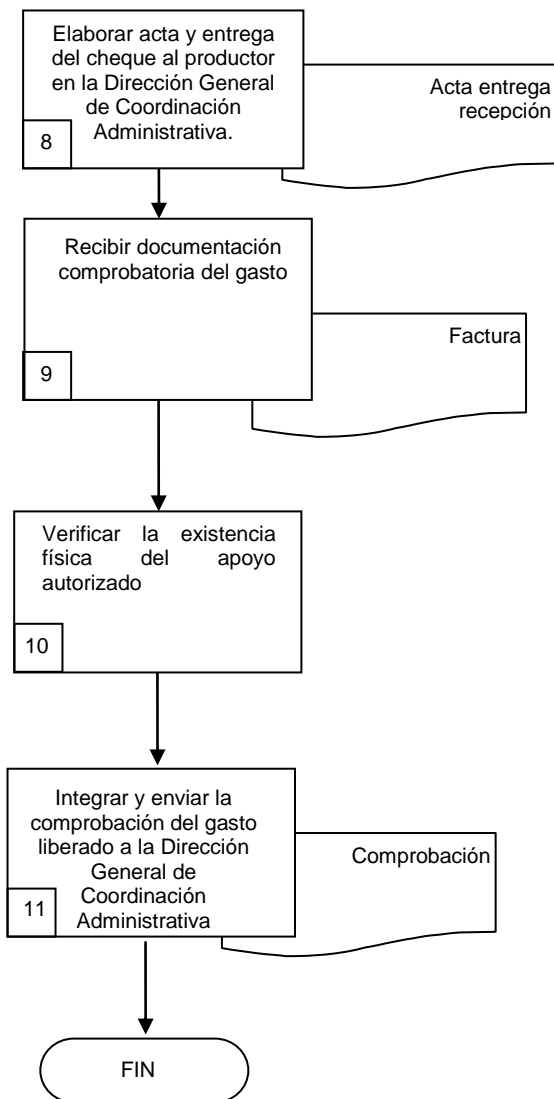 Elaborar acta y entrega
del cheque al productor
en la Dirección General
de Coordinación
Administrativa.
8
Acta entrega
recepción
Recibir documentación
comprobatoria del gasto
9
Factura
Verificar la existencia
física del apoyo
autorizado
10
Integrar y enviar la
comprobación del gasto
liberado a la Dirección
General de
Coordinación
Administrativa
11
Comprobación
FIN